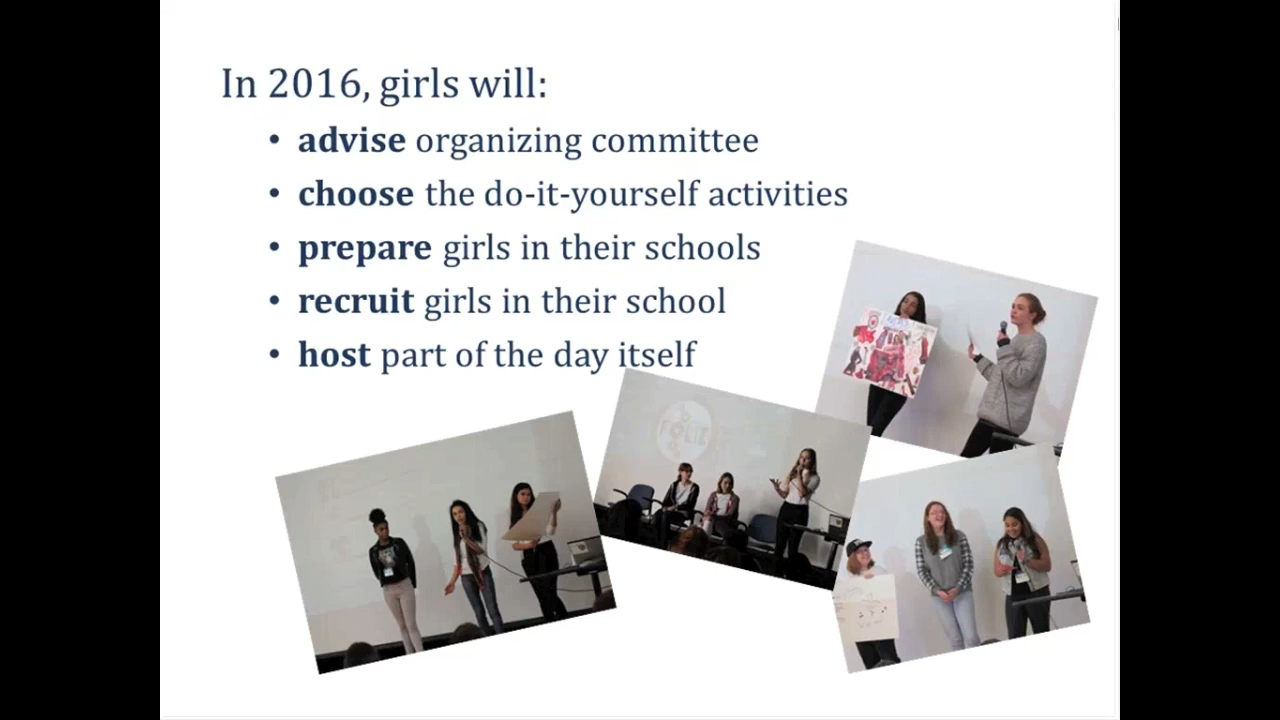 In 2016, girls will:
• advise organizing committee
• choose the do-it-yourself activities
• prepare girls in their schools
• recruit girls in their school
• host part of the day itself